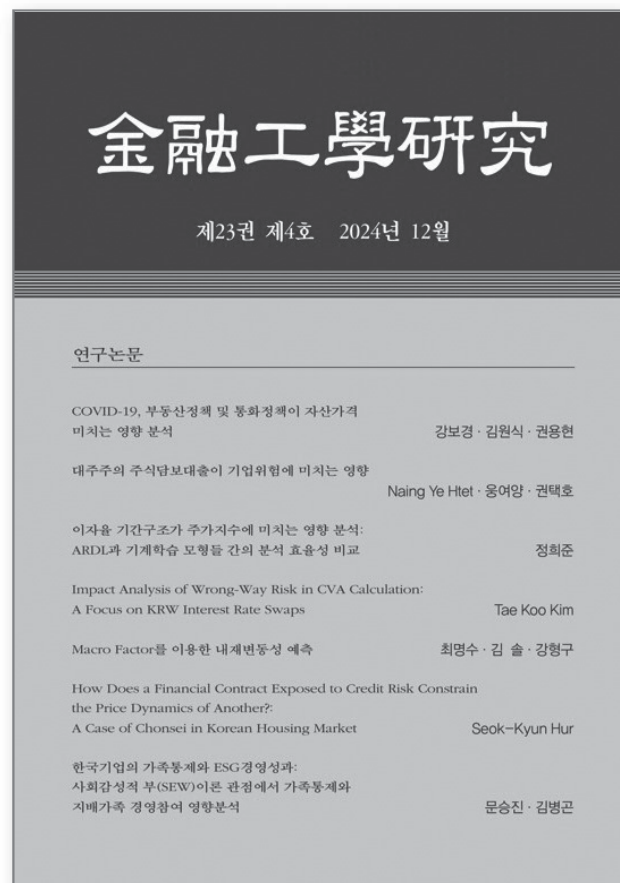 金融工學硏究
제23권 제4호 2024년 12월
연구논문
COVID-19, 부동산정책 및 통화정책이 자산가격
미치는 영향 분석 강보경 · 김원식 · 권용현
대주주의 주식담보대출이 기업위험에 미치는 영향
Naing Ye Htet · 웅여양 · 권택호
이자율 기간구조가 주가지수에 미치는 영향 분석:
ARDL과 기계학습 모형들 간의 분석 효율성 비교 정희준
Impact Analysis of Wrong-Way Risk in CVA Calculation:
A Focus on KRW Interest Rate Swaps Tae Koo Kim
Macro Factor를 이용한 내재변동성 예측 최명수 · 김 솔 · 강형구
How Does a Financial Contract Exposed to Credit Risk Constrain
the Price Dynamics of Another?:
A Case of Chonsei in Korean Housing Market Seok-Kyun Hur
한국기업의 가족통제와 ESG경영성과:
사회감성적 부(SEW)이론 관점에서 가족통제와
지배가족 경영참여 영향분석 문승진 · 김병곤